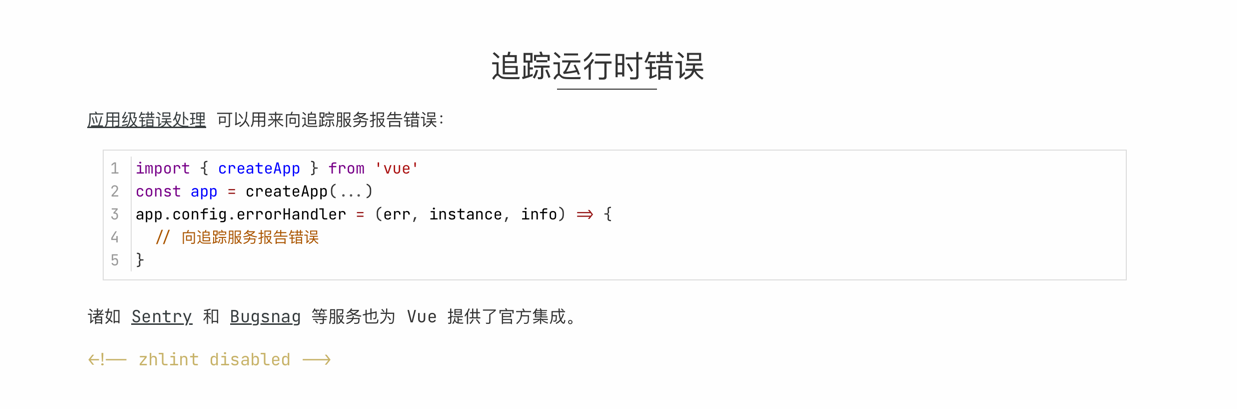 追踪运行时错误
应用级错误处理 可以用来向追踪服务报告错误：
1 import { createApp } from 'vue'
2 const app = createApp(...)
3 app.config.errorHandler = (err, instance, info) => {
4   // 向追踪服务报告错误
5 }
诸如 Sentry 和 Bugsnag 等服务也为 Vue 提供了官方集成。
<!-- zhlint disabled -->